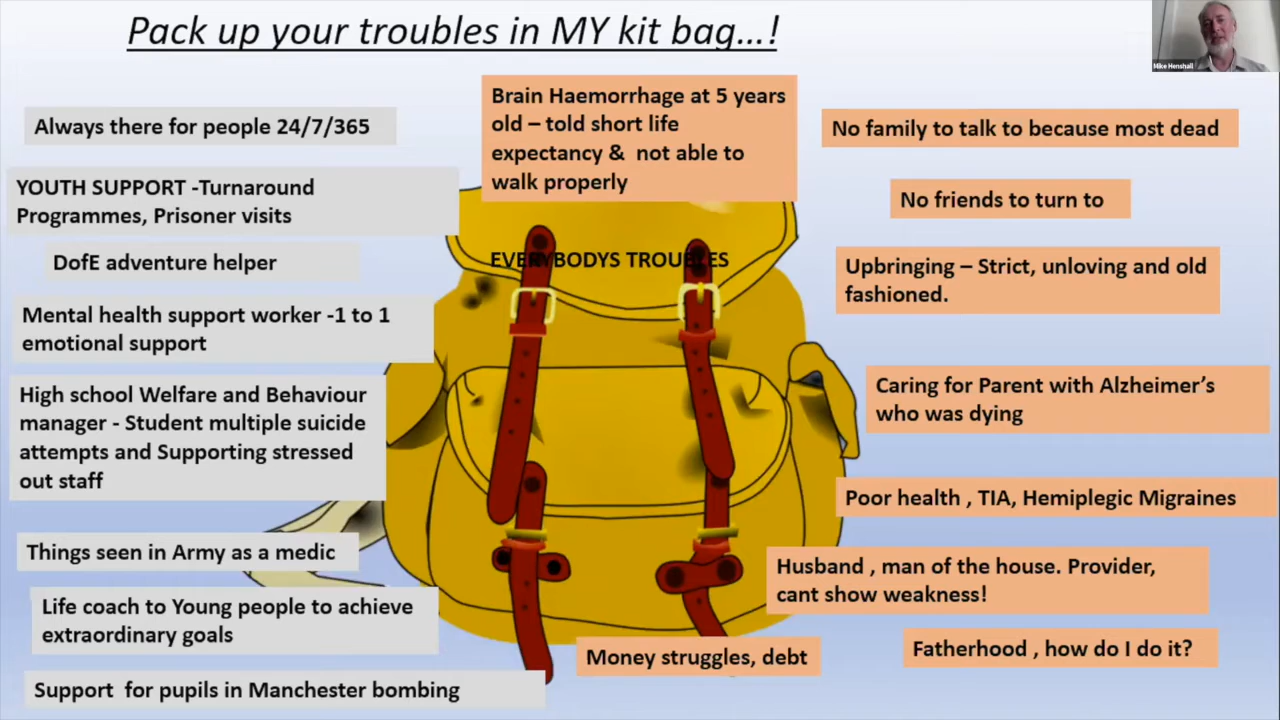 Pack up your troubles in MY kit bag...!
Mike Henshall
Always there for people 24/7/365
YOUTH SUPPORT -Turnaround
Programmes, Prisoner visits
DofE adventure helper
Mental health support worker -1 to 1
emotional support
High school Welfare and Behaviour
manager - Student multiple suicide
attempts and Supporting stressed
out staff
Things seen in Army as a medic
Life coach to Young people to achieve
extraordinary goals
Support for pupils in Manchester bombing
Brain Haemorrhage at 5 years
old – told short life
expectancy & not able to
walk properly
EVERYBODYS TROUBLES
Money struggles, debt
No family to talk to because most dead
No friends to turn to
Upbringing – Strict, unloving and old
fashioned.
Caring for Parent with Alzheimer's
who was dying
Poor health , TIA, Hemiplegic Migraines
Husband , man of the house. Provider,
cant show weakness!
Fatherhood , how do I do it?